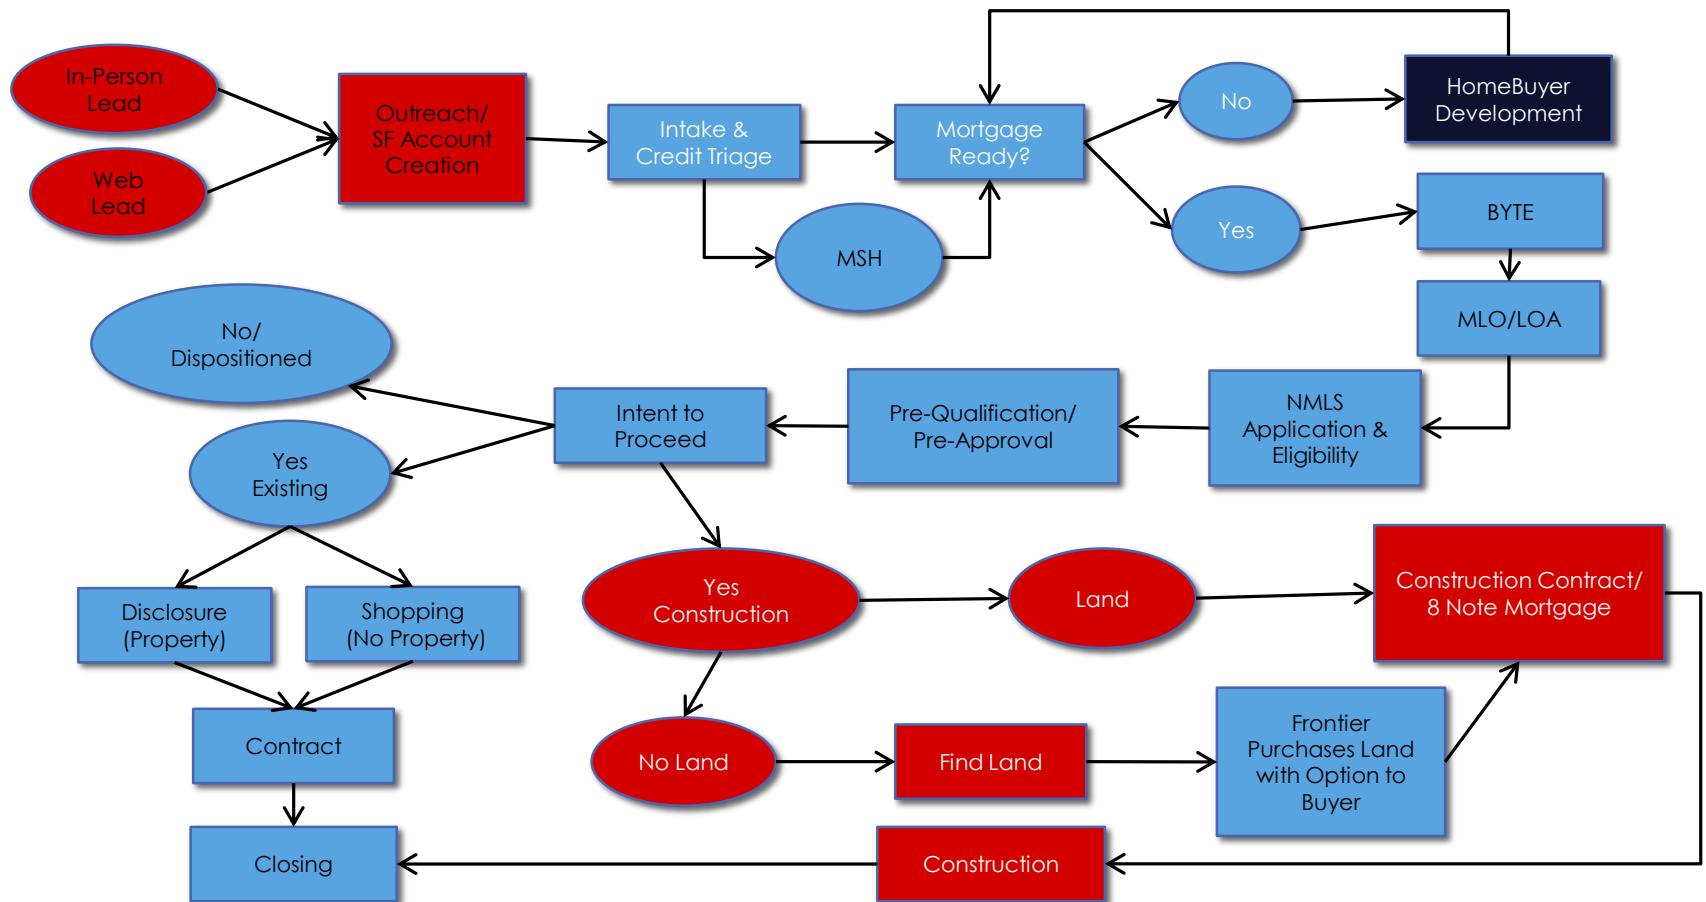 In-Person
Lead
Web
Lead
Outreach/
SF Account
Creation
Intake &
Credit Triage
MSH
Mortgage
Ready?
No
HomeBuyer
Development
Yes
BYTE
MLO/LOA
NMLS
Application &
Eligibility
Pre-Qualification/
Pre-Approval
Intent to
Proceed
No/
Dispositioned
Yes
Existing
Disclosure
(Property)
Shopping
(No Property)
Contract
Closing
Yes
Construction
Land
Construction Contract/
8 Note Mortgage
No Land
Find Land
Frontier
Purchases Land
with Option to
Buyer
Construction